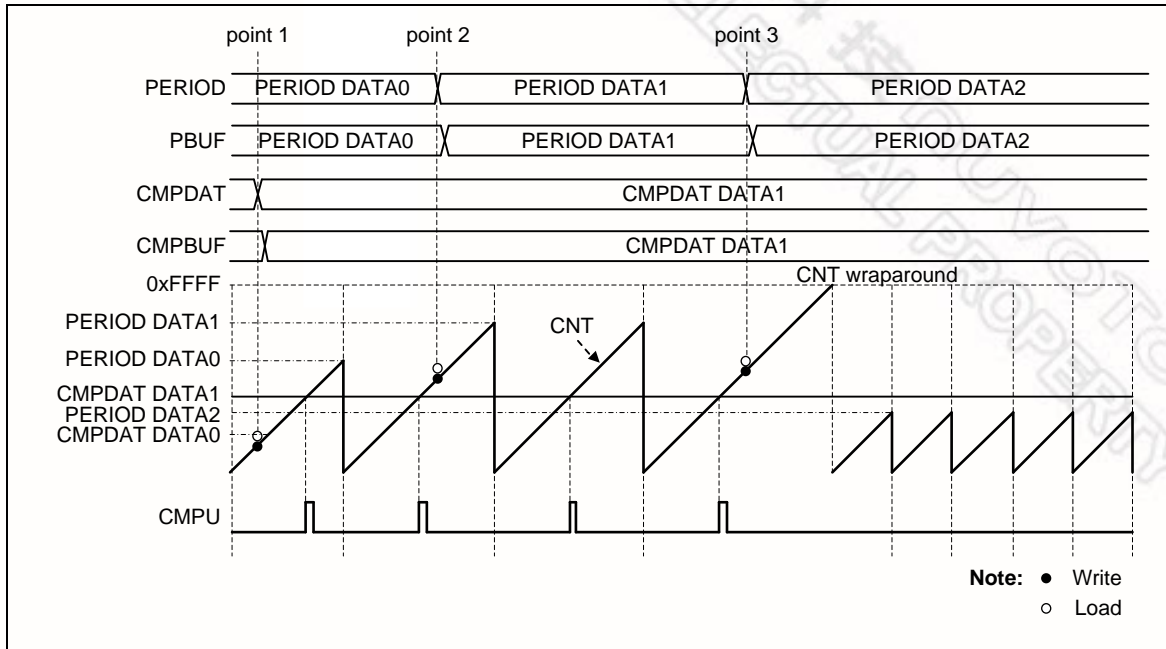 point 1 point 2 point 3
PERIOD PERIOD DATA0 PERIOD DATA1 PERIOD DATA2
PBUF PERIOD DATA0 PERIOD DATA1 PERIOD DATA2
CMPDAT CMPDAT DATA1
CMPBUF CMPDAT DATA1
0xFFFF CNT wraparound
PERIOD DATA1 CNT
PERIOD DATA0
CMPDAT DATA1
PERIOD DATA2
CMPDAT DATA0
CMPU
Note: ● Write
○ Load